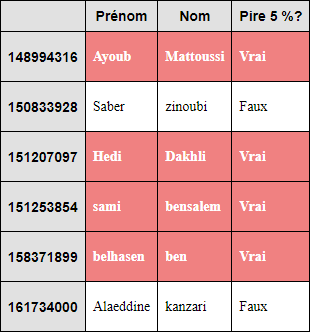 Prénom Nom Pire 5 %?
148994316 Ayoub Mattoussi Vrai
150833928 Saber zinoubi Faux
151207097 Hedi Dakhli Vrai
151253854 sami bensalem Vrai
158371899 belhasen ben Vrai
161734000 Alaeddine kanzari Faux